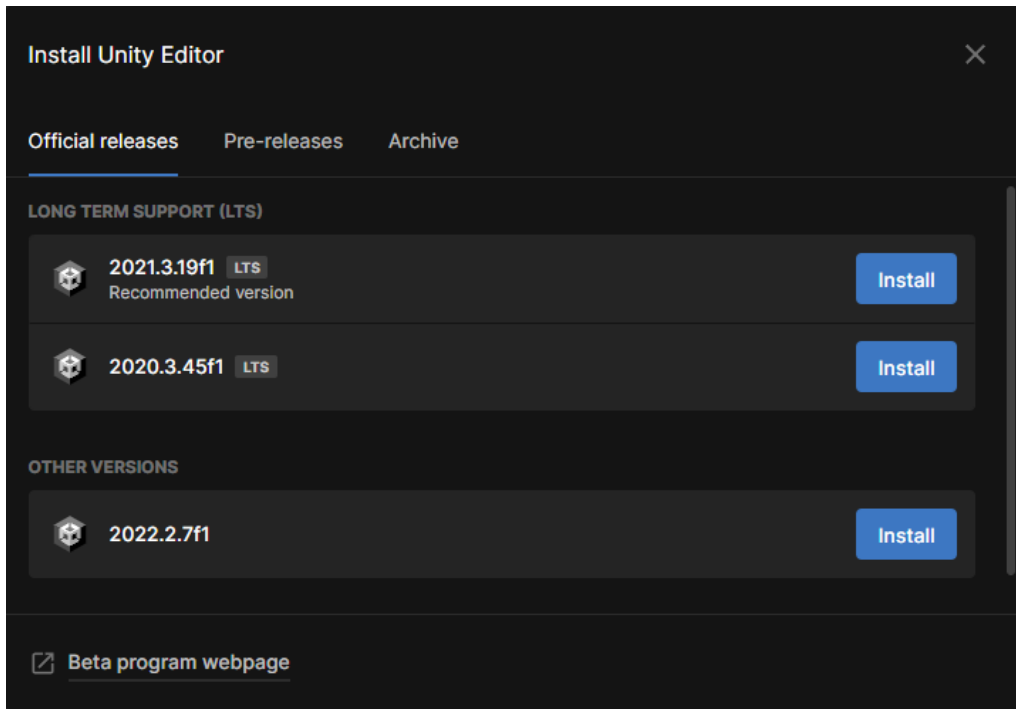 Install Unity Editor
Official releases Pre-releases Archive
LONG TERM SUPPORT (LTS)
2021.3.19f1 LTS
Recommended version
Install
2020.3.45f1 LTS
Install
OTHER VERSIONS
2022.2.7f1
Install
Beta program webpage